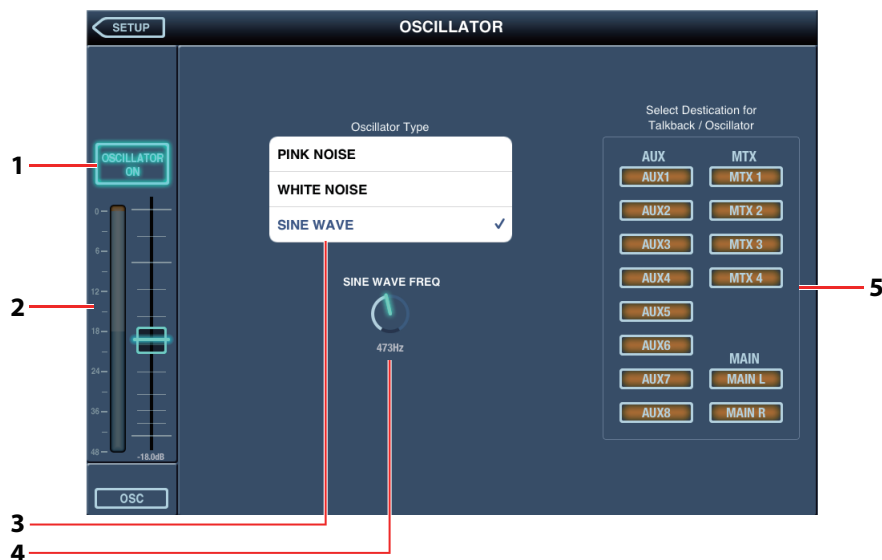 SETUP
OSCILLATOR
Oscillator Type
PINK NOISE
WHITE NOISE
SINE WAVE
SINE WAVE FREQ
473Hz
Select Destication for
Talkback / Oscillator
AUX MTX
AUX1 MTX 1
AUX2 MTX 2
AUX3 MTX 3
AUX4 MTX 4
AUX5
AUX6
MAIN
AUX7 MAIN L
AUX8 MAIN R
OSCILLATOR
ON
0
6
12
18
24
36
48
-18.0dB
OSC
1
2
3
4
5